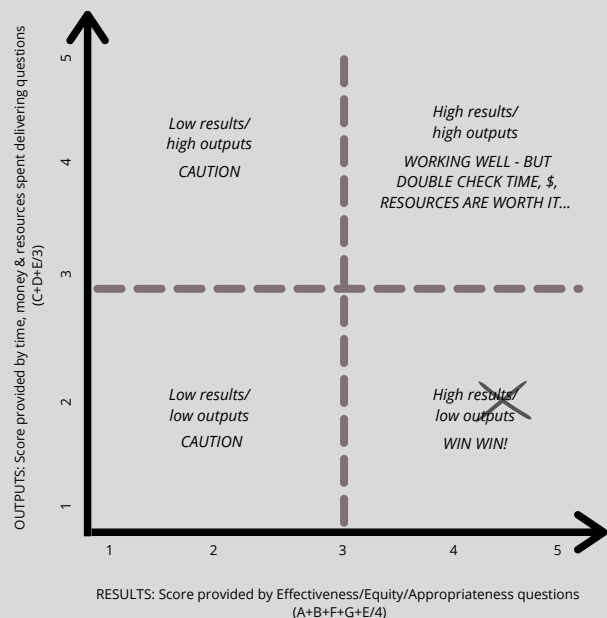 OUTPUTS: Score provided by time, money & resources spent delivering questions
(C+D+E/3)
5
4
3
2
1
Low results/
high outputs
CAUTION
High results/
high outputs
WORKING WELL - BUT
DOUBLE CHECK TIME, $,
RESOURCES ARE WORTH IT...
Low results/
low outputs
CAUTION
High results/
low outputs
WIN WIN!
1
2
3
4
5
RESULTS: Score provided by Effectiveness/Equity/Appropriateness questions
(A+B+F+G+E/4)